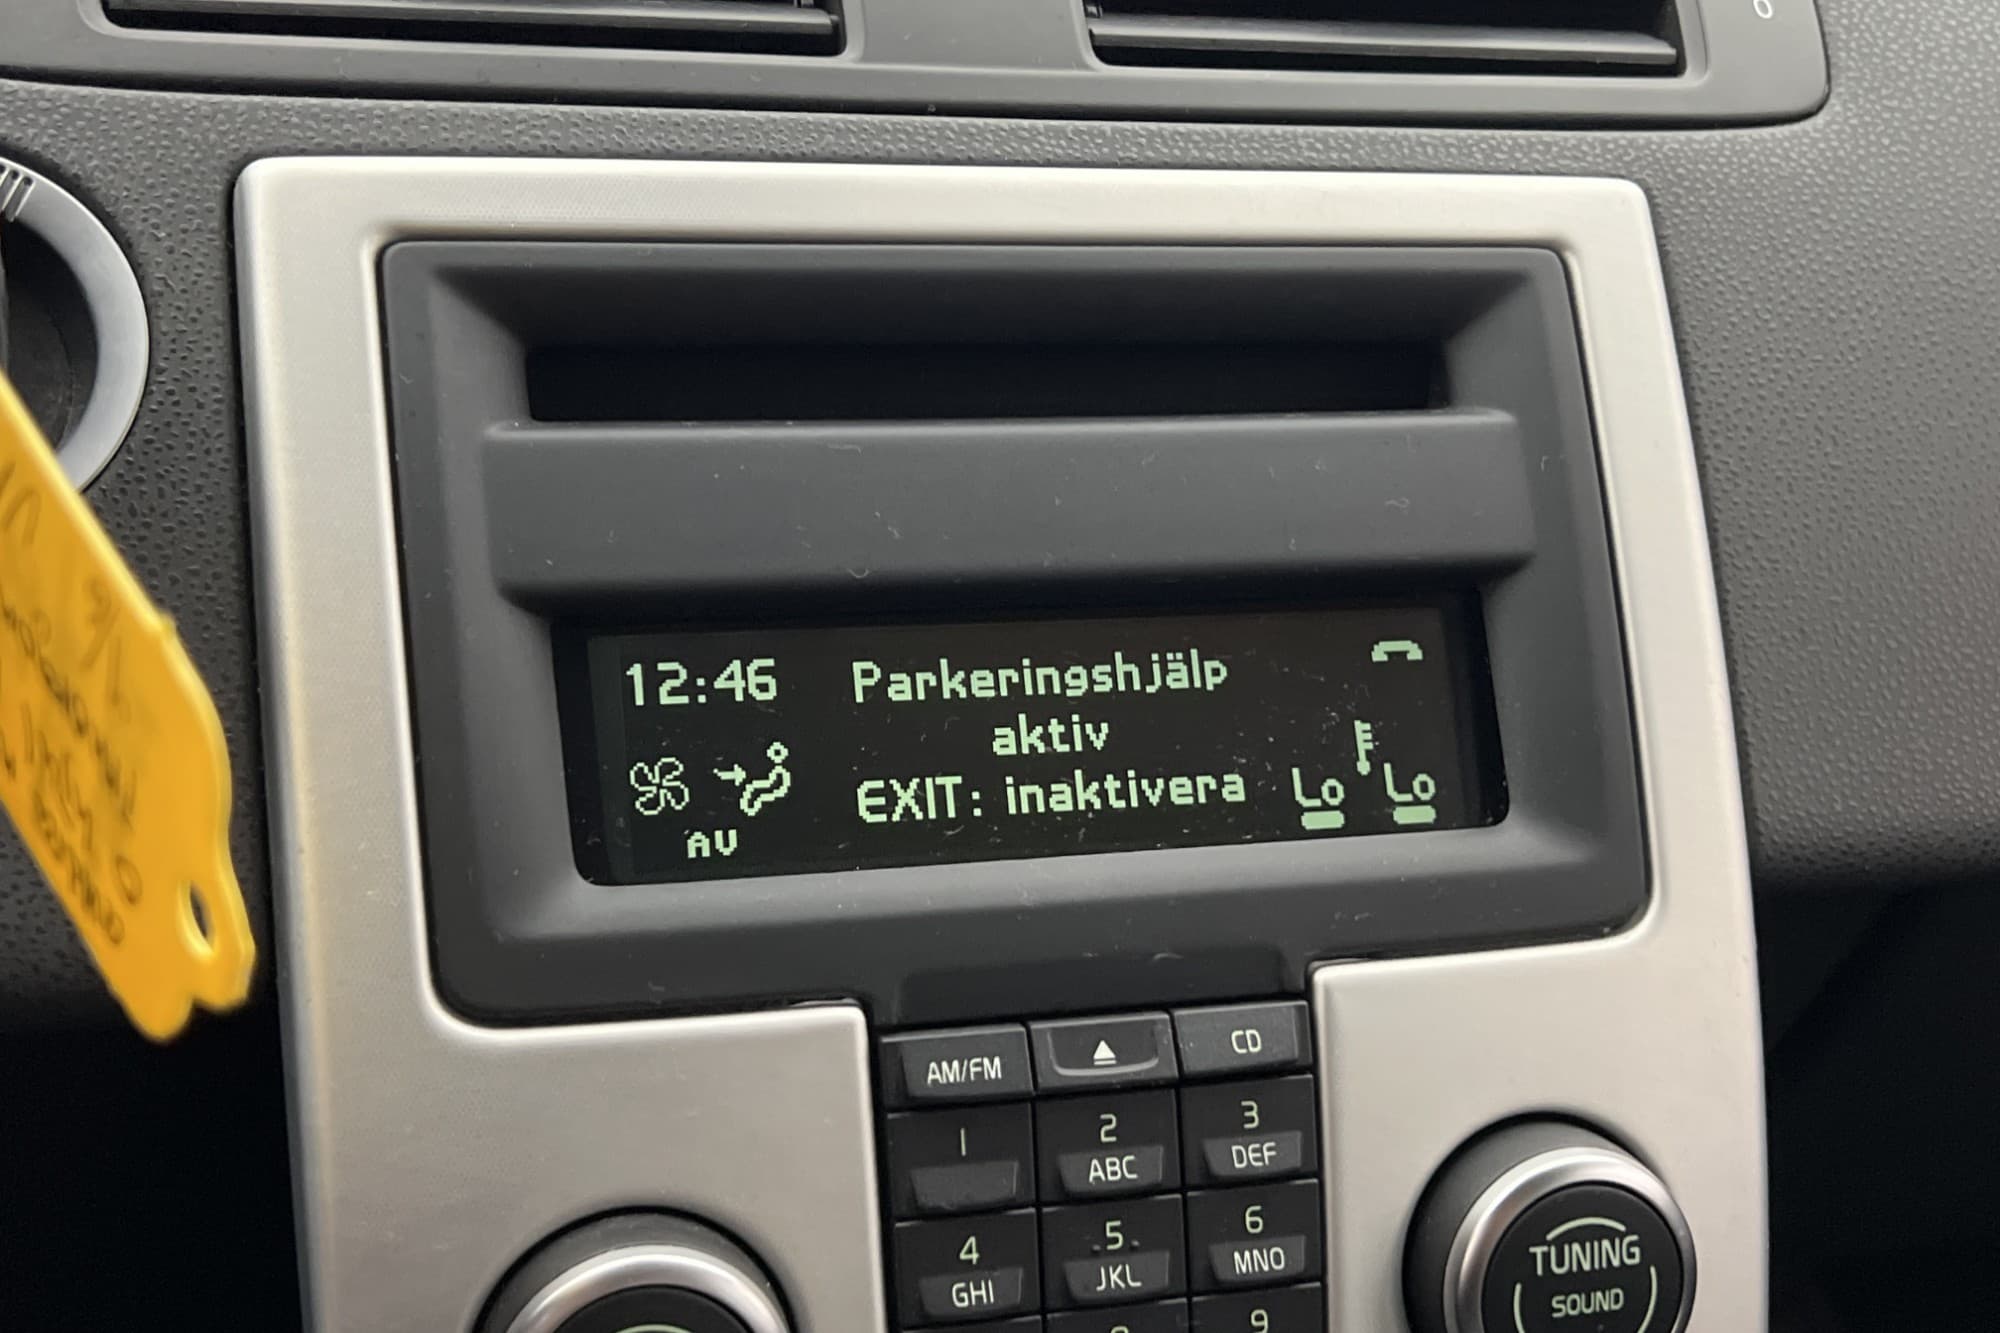 12:46
Parkeringshjälp
aktiv
EXIT: inaktivera
Lo Lo
AV
AM/FM
CD
1
2
ABC
3
DEF
4
GHI
5
JKL
6
MNO
9
TUNING
SOUND